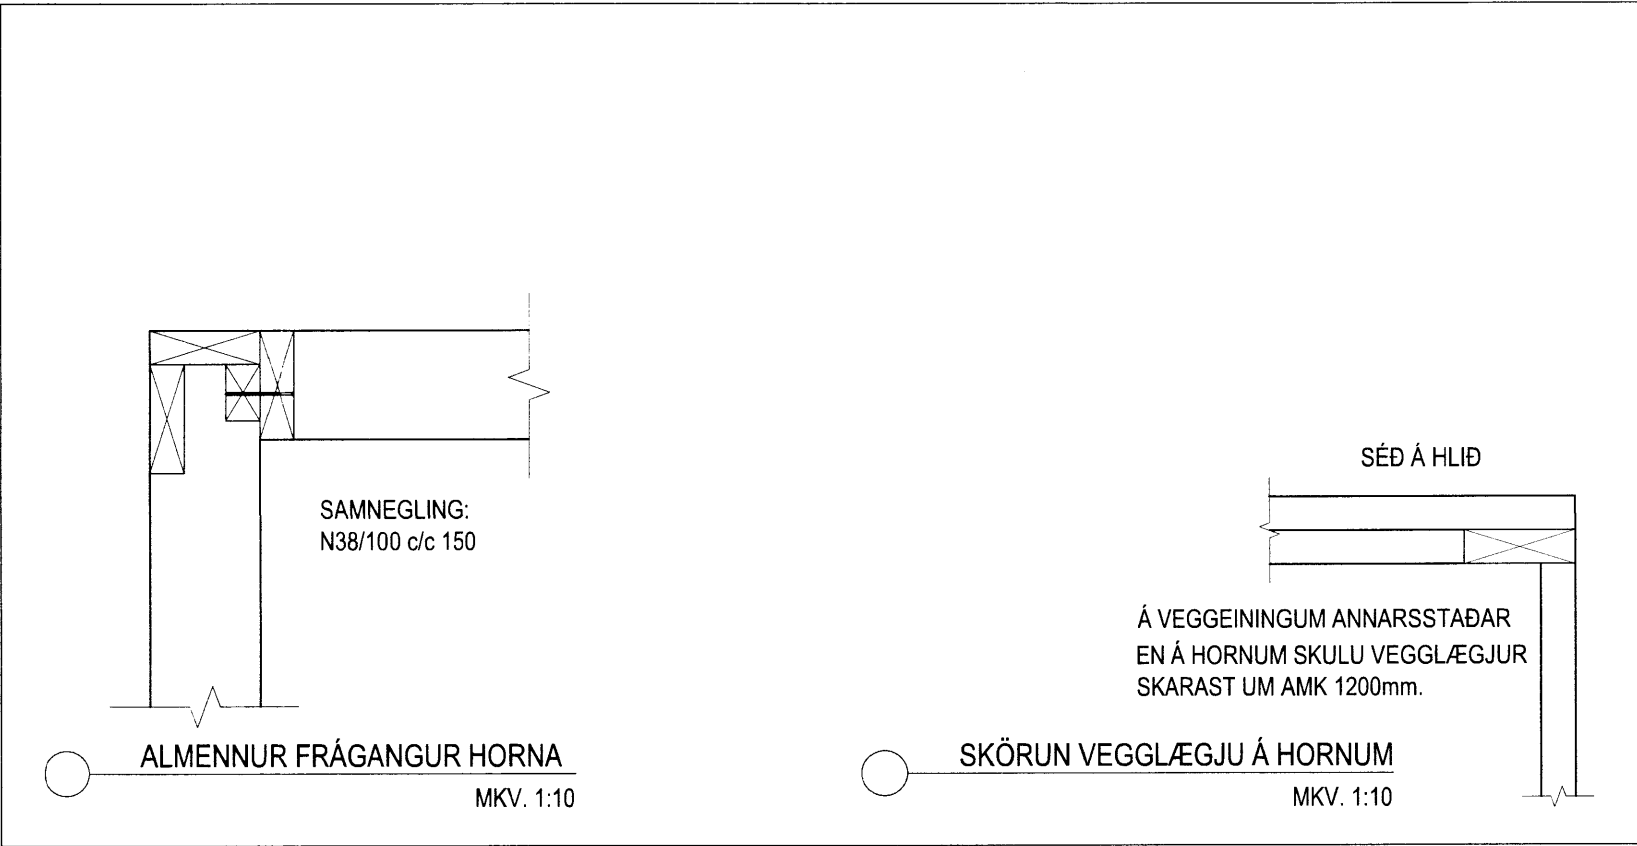 SAMNEGLING:
N38/100 c/c 150
ALMENNUR FRÁGANGUR HORNA
MKV. 1:10
SÉÐ Á HLIÐ
Á VEGGEININGUM ANNARSSTAÐAR
EN Á HORNUM SKULU VEGGLÆGJUR
SKARAST UM AMK 1200mm.
SKÖRUN VEGGLÆGJU Á HORNUM
MKV. 1:10